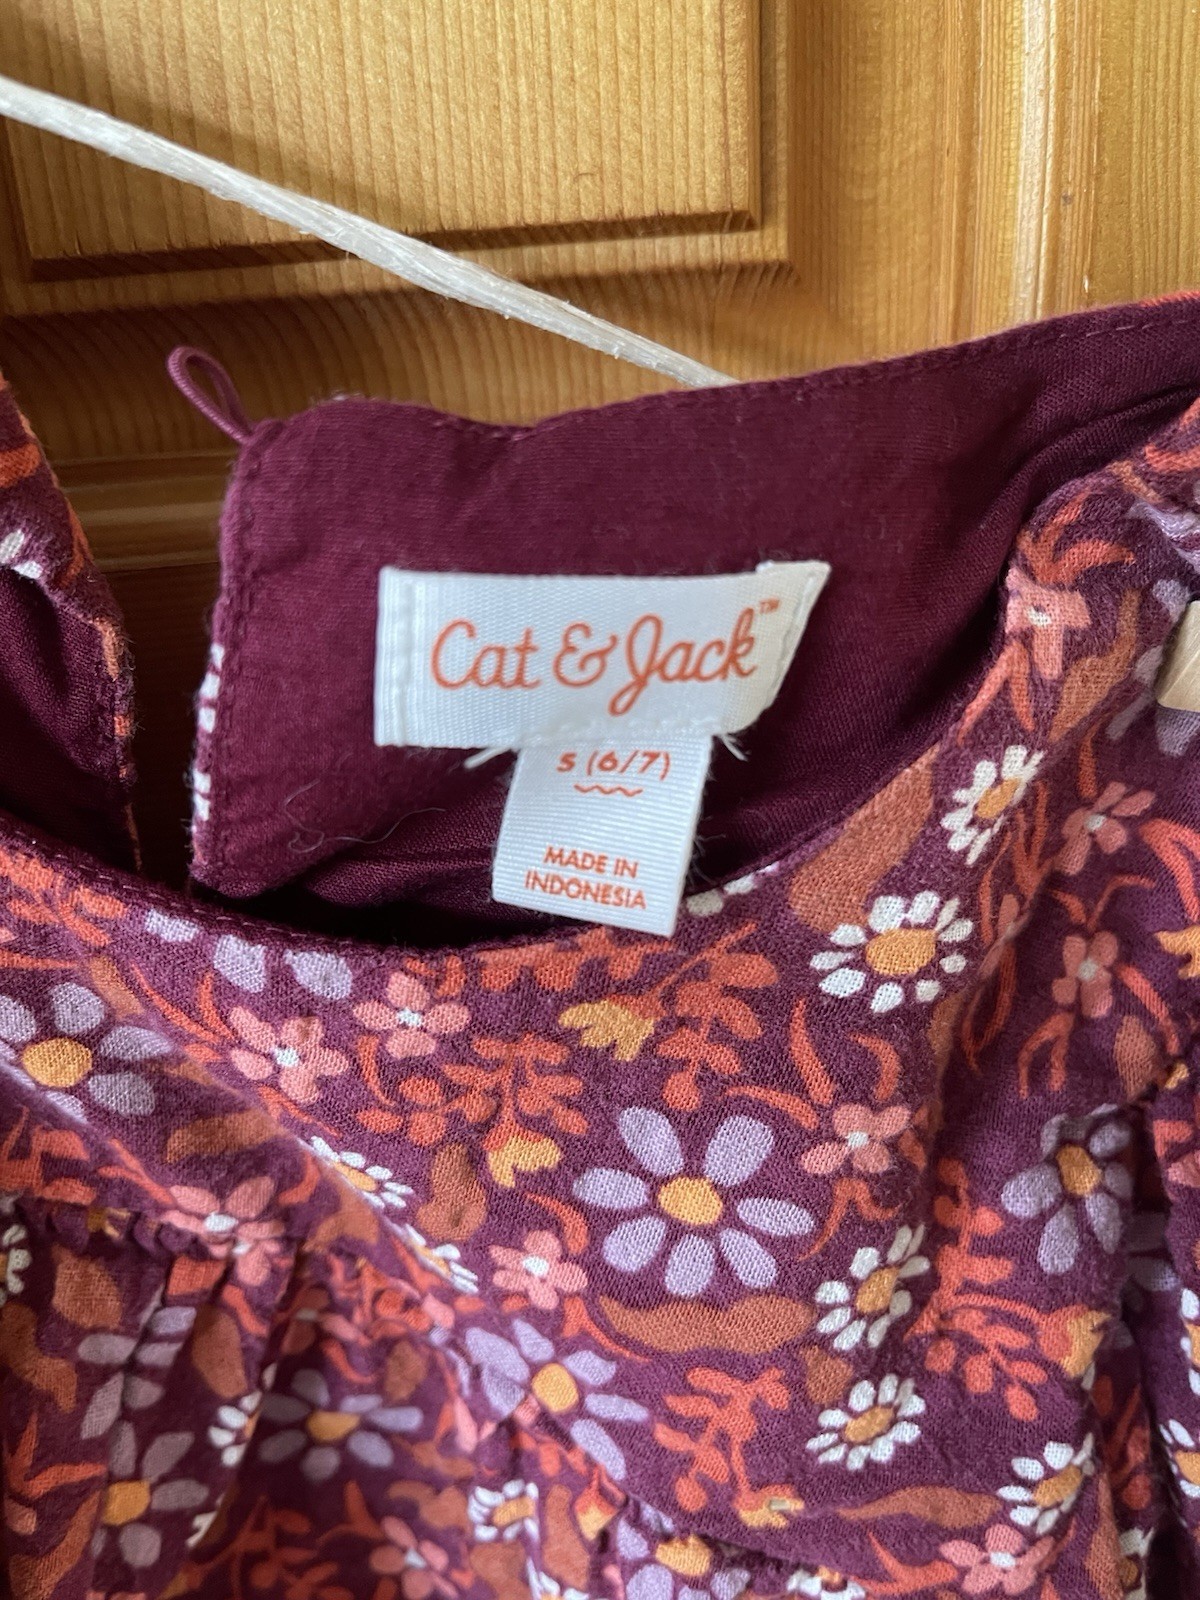 Cat & Jack™
S (6/7)
MADE IN
INDONESIA